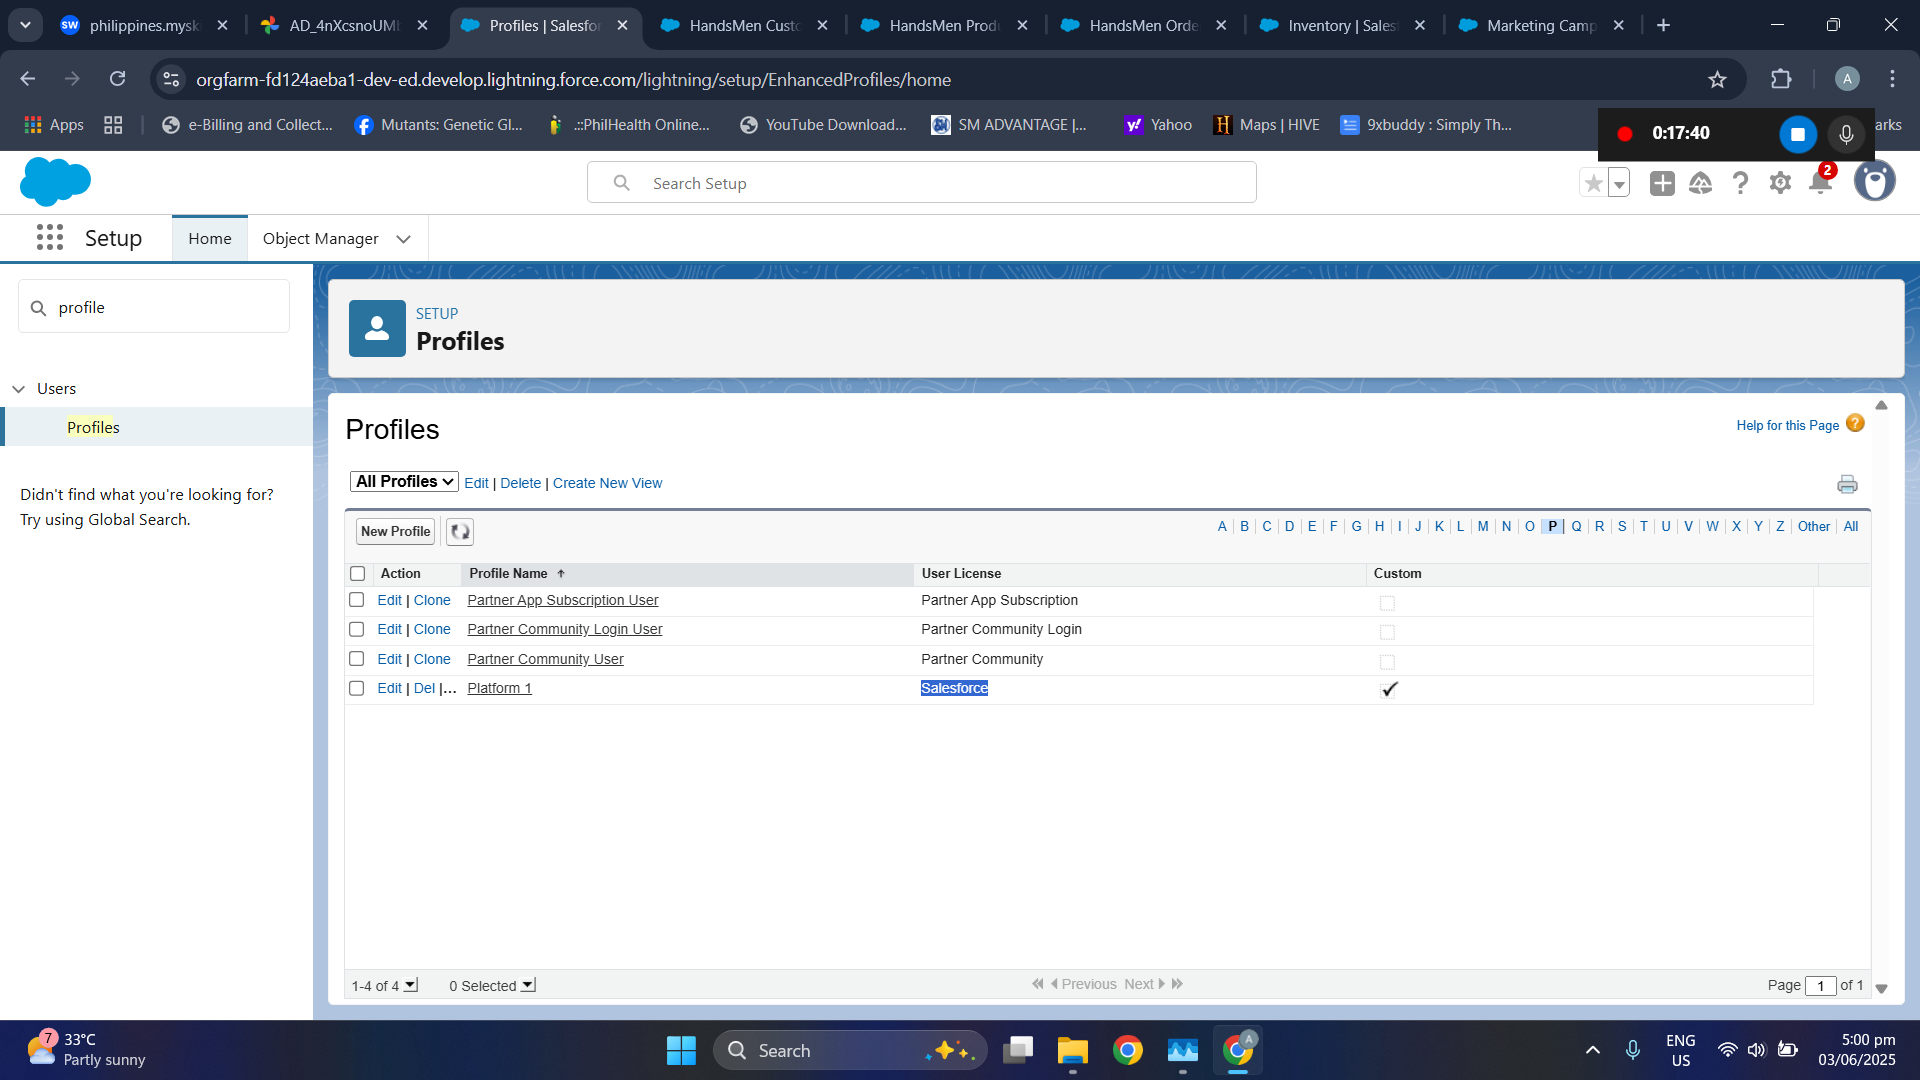 philippines.mysk
AD_4nXcsnoUM
Profiles | Salesfo
HandsMen Custo
HandsMen Produ
HandsMen Orde
Inventory | Sales
Marketing Camp
orgfarm-fd124aeba1-dev-ed.develop.lightning.force.com/lightning/setup/EnhancedProfiles/home
A
Apps
e-Billing and Collect...
Mutants: Genetic Gl...
.::PhilHealth Online...
YouTube Download...
SM ADVANTAGE |...
Yahoo
Maps | HIVE
9xbuddy : Simply Th...
arks
0:17:40
Search Setup
2
Setup
Home
Object Manager
profile
Users
Profiles
Didn't find what you're looking for?
Try using Global Search.
SETUP
Profiles
Profiles
Help for this Page
All Profiles Edit | Delete | Create New View
New Profile
A B C D E F G H I J K L M N O P Q R S T U V W X Y Z Other All
Action Profile Name User License Custom
Edit | Clone Partner App Subscription User Partner App Subscription
Edit | Clone Partner Community Login User Partner Community Login
Edit | Clone Partner Community User Partner Community
Edit | Del |... Platform 1 Salesforce
1-4 of 4 0 Selected Previous Next Page 1 of 1
7
33°C
Partly sunny
Search
A
ENG
US
5:00 pm
03/06/2025